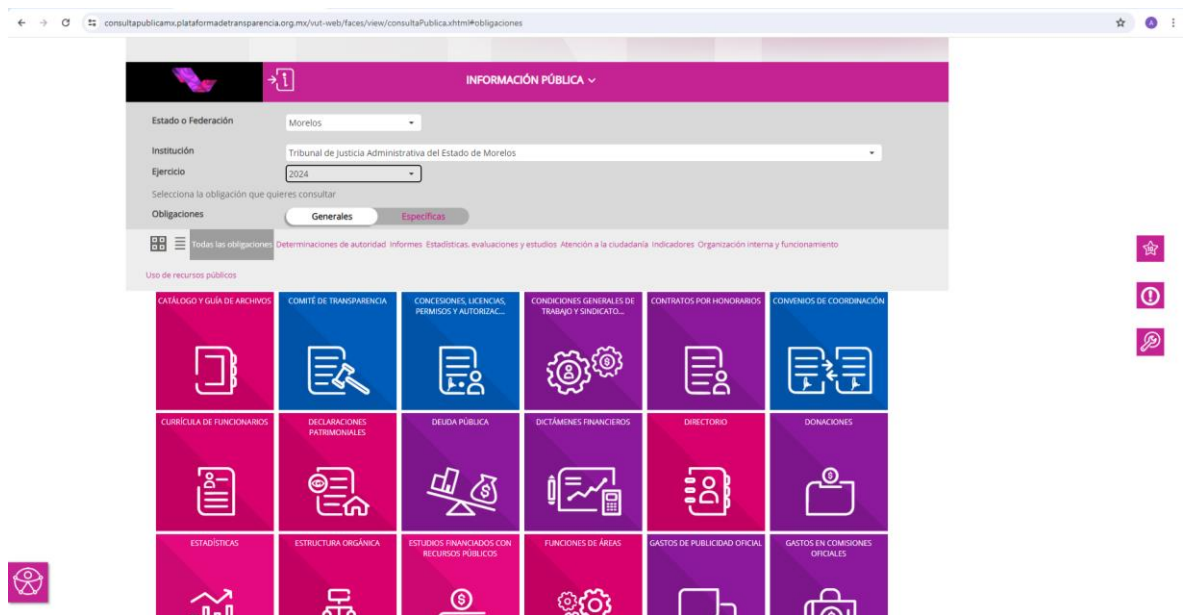 consultapublicamx.plataformadetransparencia.org.mx/vut-web/faces/view/consultaPublica.xhtml#obligaciones
A
INFORMACIÓN PÚBLICA
Estado o Federación
Morelos
Institución
Tribunal de Justicia Administrativa del Estado de Morelos
Ejercicio
2024
Selecciona la obligación que quieres consultar
Obligaciones
Generales
Específicas
Todas las obligaciones Determinaciones de autoridad Informes Estadísticas, evaluaciones y estudios Atención a la ciudadanía Indicadores Organización interna y funcionamiento
Uso de recursos públicos
CATÁLOGO Y GUÍA DE ARCHIVOS
COMITÉ DE TRANSPARENCIA
CONCESIONES, LICENCIAS,
PERMISOS Y AUTORIZAC...
CONDICIONES GENERALES DE
TRABAJO Y SINDICATO...
CONTRATOS POR HONORARIOS
CONVENIOS DE COORDINACIÓN
CURRÍCULA DE FUNCIONARIOS
DECLARACIONES
PATRIMONIALES
DEUDA PÚBLICA
DICTÁMENES FINANCIEROS
DIRECTORIO
DONACIONES
ESTADÍSTICAS
ESTRUCTURA ORGÁNICA
ESTUDIOS FINANCIADOS CON
RECURSOS PÚBLICOS
FUNCIONES DE ÁREAS
GASTOS DE PUBLICIDAD OFICIAL
GASTOS EN COMISIONES
OFICIALES